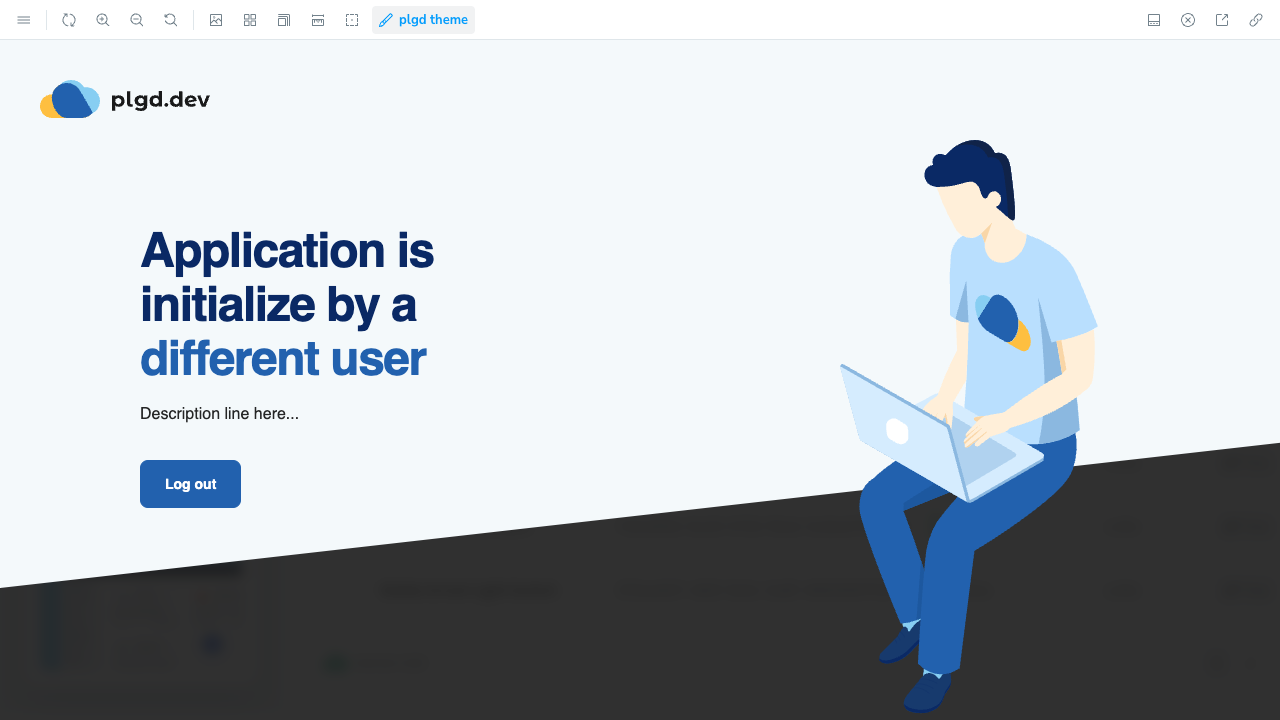 plgd theme
plgd.dev
Application is
initialize by a
different user
Description line here...
Log out